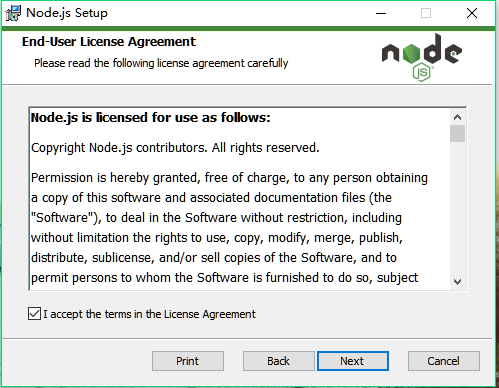 Node.js Setup
End-User License Agreement
Please read the following license agreement carefully
node
JS
Node.js is licensed for use as follows:
Copyright Node.js contributors. All rights reserved.
Permission is hereby granted, free of charge, to any person obtaining
a copy of this software and associated documentation files (the
"Software"), to deal in the Software without restriction, including
without limitation the rights to use, copy, modify, merge, publish,
distribute, sublicense, and/or sell copies of the Software, and to
permit persons to whom the Software is furnished to do so, subject
I accept the terms in the License Agreement
Print
Back
Next
Cancel